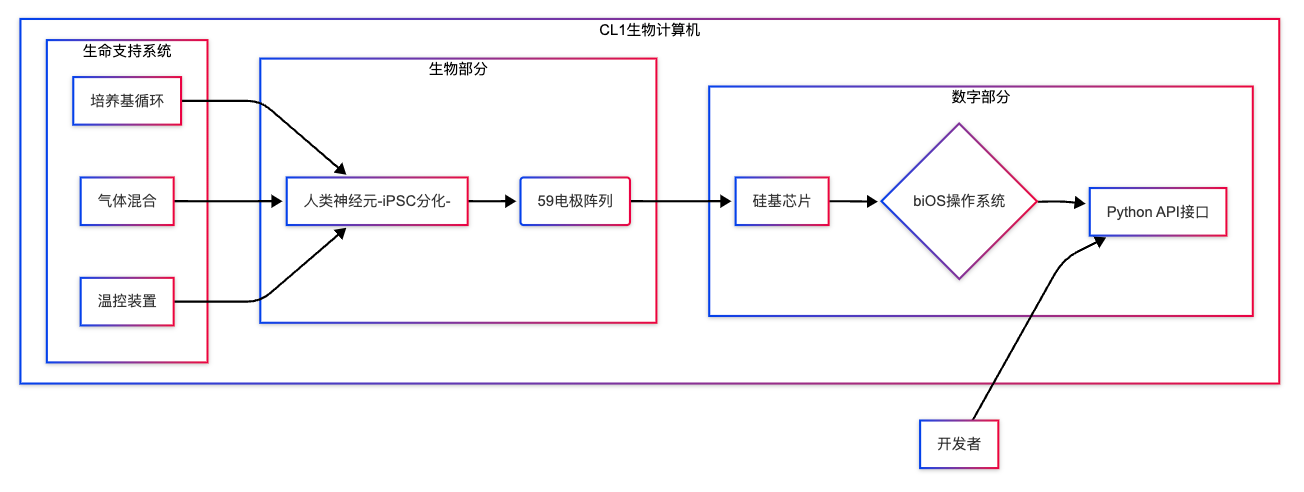 CL1生物计算机
生命支持系统
培养基循环
气体混合
温控装置
生物部分
人类神经元-iPSC分化-
59电极阵列
数字部分
硅基芯片
biOS操作系统
Python API接口
开发者